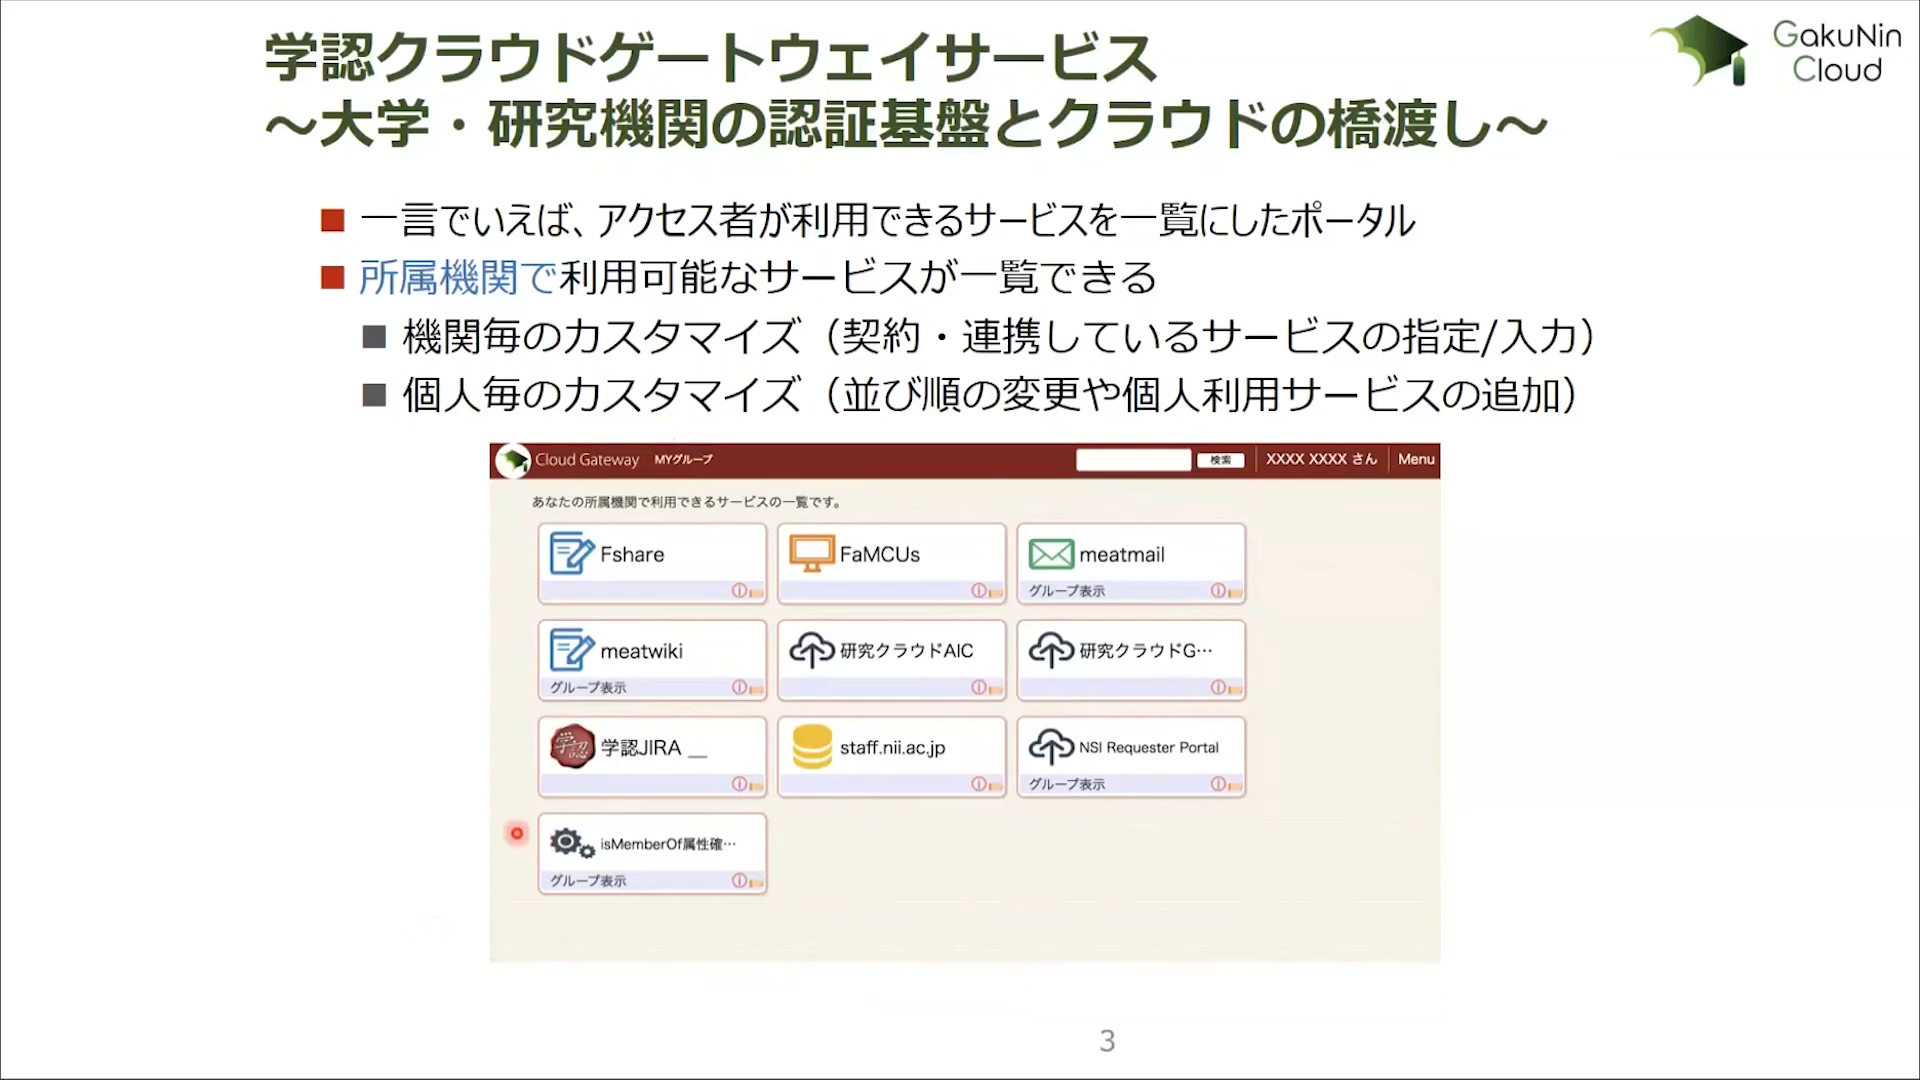 学認クラウドゲートウェイサービス
～大学・研究機関の認証基盤とクラウドの橋渡し～
GakuNin
Cloud
一言でいえば、アクセス者が利用できるサービスを一覧にしたポータル
所属機関で利用可能なサービスが一覧できる
機関毎のカスタマイズ（契約・連携しているサービスの指定/入力）
個人毎のカスタマイズ（並び順の変更や個人利用サービスの追加）
Cloud Gateway MYグループ 検索 XXXX XXXX さん Menu
あなたの所属機関で利用できるサービスの一覧です。
Fshare
FaMCUs
meatmail
グループ表示
meatwiki
グループ表示
研究クラウドAIC
研究クラウドG…
学認
学認JIRA __
staff.nii.ac.jp
NSI Requester Portal
グループ表示
isMemberOf属性確…
グループ表示
3